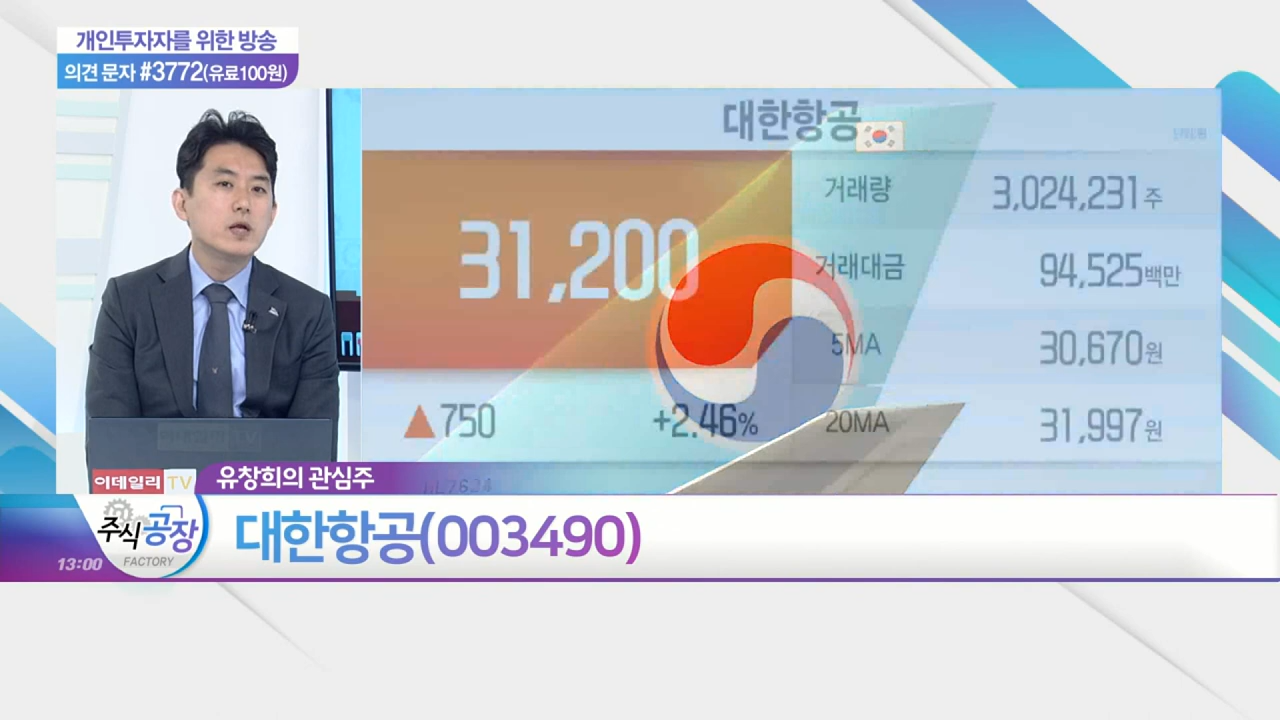 개인투자자를 위한 방송
의견 문자 #3772(유료100원)
대한항공
31,200
▲750 +2.46%
거래량 3,024,231주
거래대금 94,525백만
5MA 30,670원
20MA 31,997원
이데일리 TV
유창희의 관심주
주식공장
FACTORY
13:00
대한항공(003490)